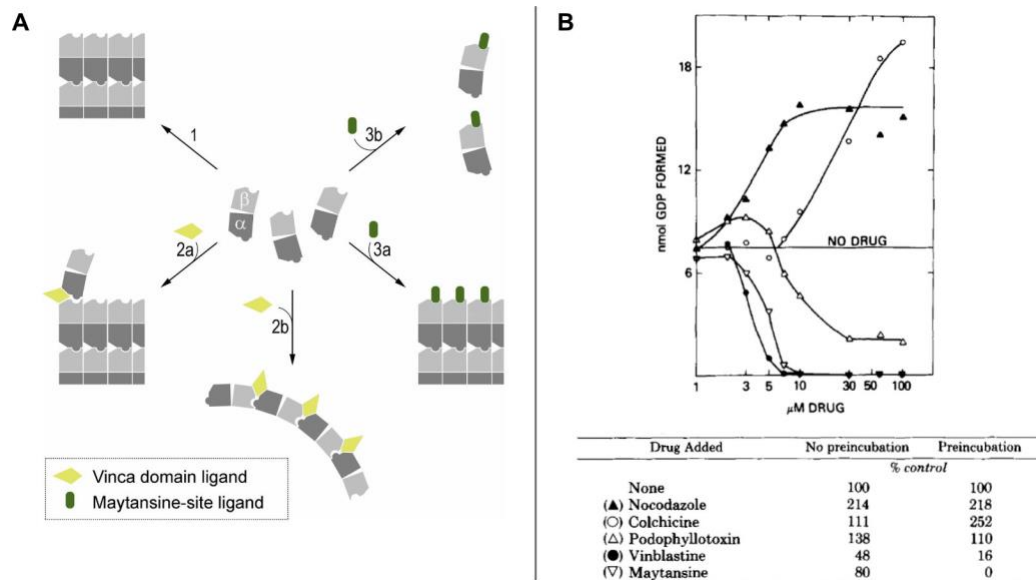 A
1
3b
β
α
2a
3a
2b
Vinca domain ligand
Maytansine-site ligand
B
nmol GDP FORMED
18
12
6
NO DRUG
1
3
5
10
30
50
100
μM DRUG
Drug Added No preincubation Preincubation
% control
None 100 100
(▲) Nocodazole 214 218
(○) Colchicine 111 252
(△) Podophyllotoxin 138 110
(●) Vinblastine 48 16
(▽) Maytansine 80 0